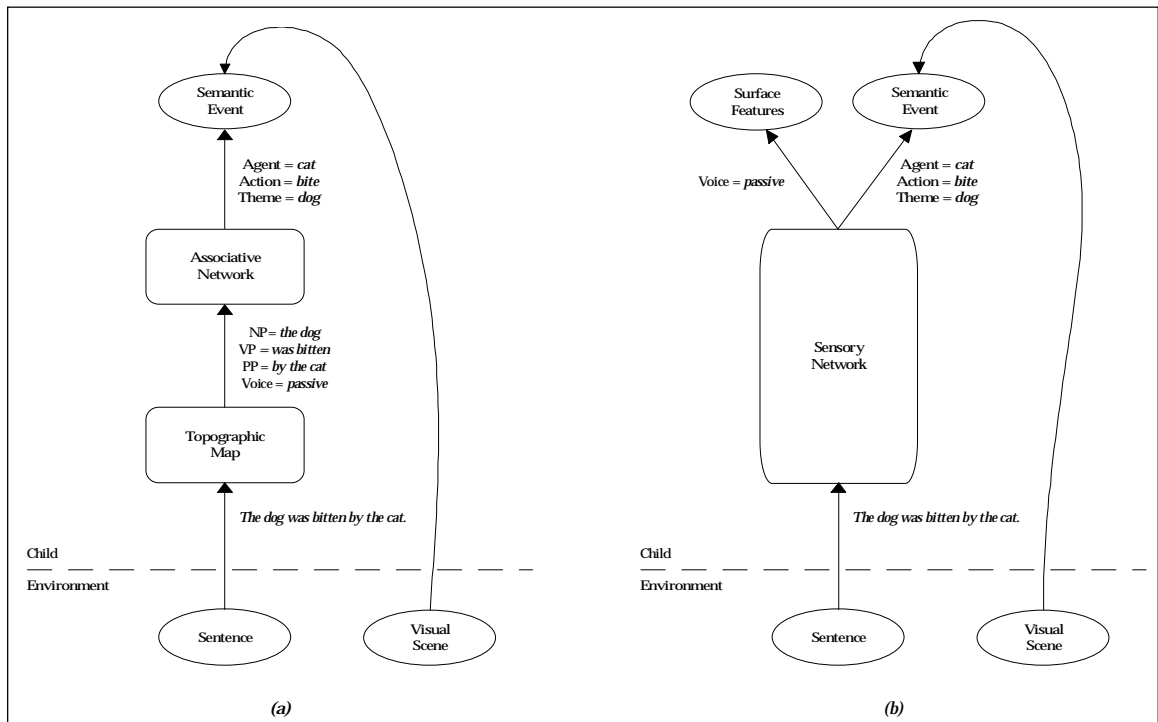 Semantic
Event
Agent = cat
Action = bite
Theme = dog
Associative
Network
NP= the dog
VP = was bitten
PP = by the cat
Voice = passive
Topographic
Map
The dog was bitten by the cat.
Child
Environment
Sentence
Visual
Scene
(a)
Surface
Features
Semantic
Event
Voice = passive
Agent = cat
Action = bite
Theme = dog
Sensory
Network
The dog was bitten by the cat.
Child
Environment
Sentence
Visual
Scene
(b)